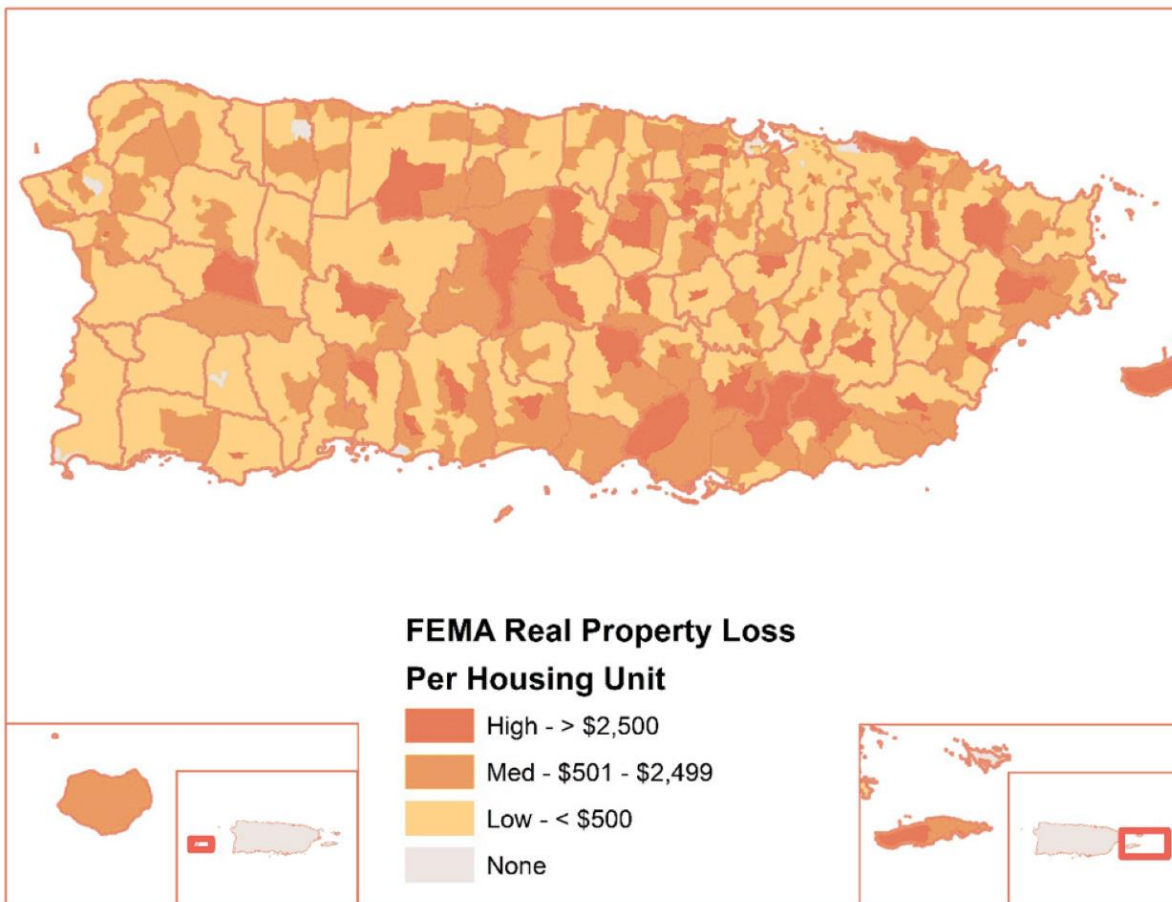 FEMA Real Property Loss
Per Housing Unit
High - > $2,500
Med - $501 - $2,499
Low - < $500
None